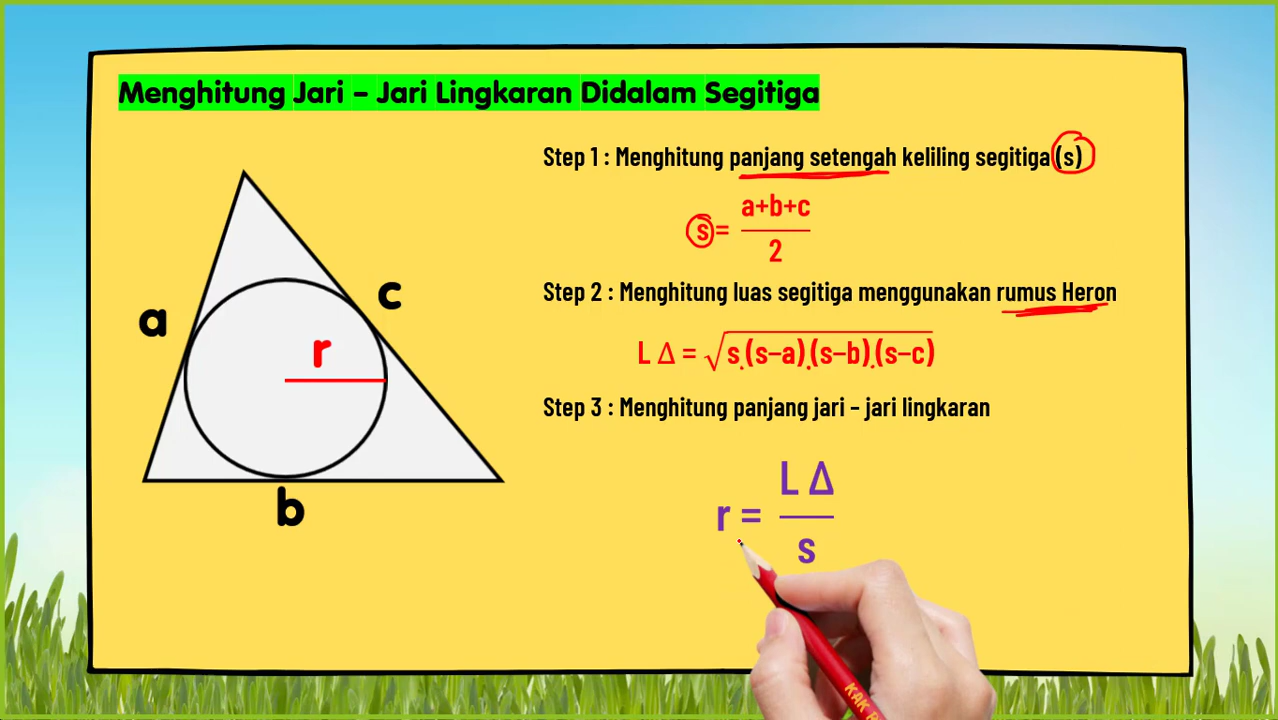 Menghitung Jari – Jari Lingkaran Didalam Segitiga
Step 1 : Menghitung panjang setengah keliling segitiga (s)
s = a+b+c
2
Step 2 : Menghitung luas segitiga menggunakan rumus Heron
L Δ = √s.(s–a).(s–b).(s–c)
Step 3 : Menghitung panjang jari – jari lingkaran
r = L Δ
s
a
c
r
b
KAK